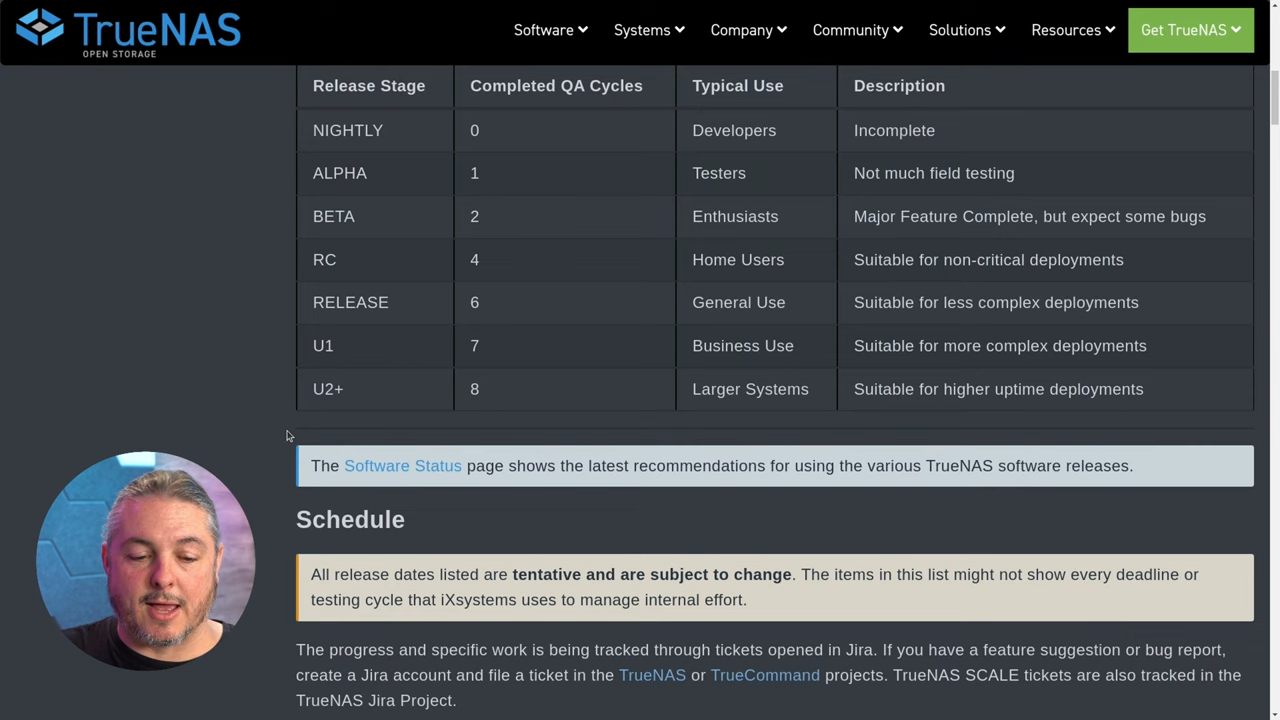 TrueNAS
OPEN STORAGE
Software Systems Company Community Solutions Resources Get TrueNAS
Release Stage Completed QA Cycles Typical Use Description
NIGHTLY 0 Developers Incomplete
ALPHA 1 Testers Not much field testing
BETA 2 Enthusiasts Major Feature Complete, but expect some bugs
RC 4 Home Users Suitable for non-critical deployments
RELEASE 6 General Use Suitable for less complex deployments
U1 7 Business Use Suitable for more complex deployments
U2+ 8 Larger Systems Suitable for higher uptime deployments
The Software Status page shows the latest recommendations for using the various TrueNAS software releases.
Schedule
All release dates listed are tentative and are subject to change. The items in this list might not show every deadline or
testing cycle that iXsystems uses to manage internal effort.
The progress and specific work is being tracked through tickets opened in Jira. If you have a feature suggestion or bug report,
create a Jira account and file a ticket in the TrueNAS or TrueCommand projects. TrueNAS SCALE tickets are also tracked in the
TrueNAS Jira Project.